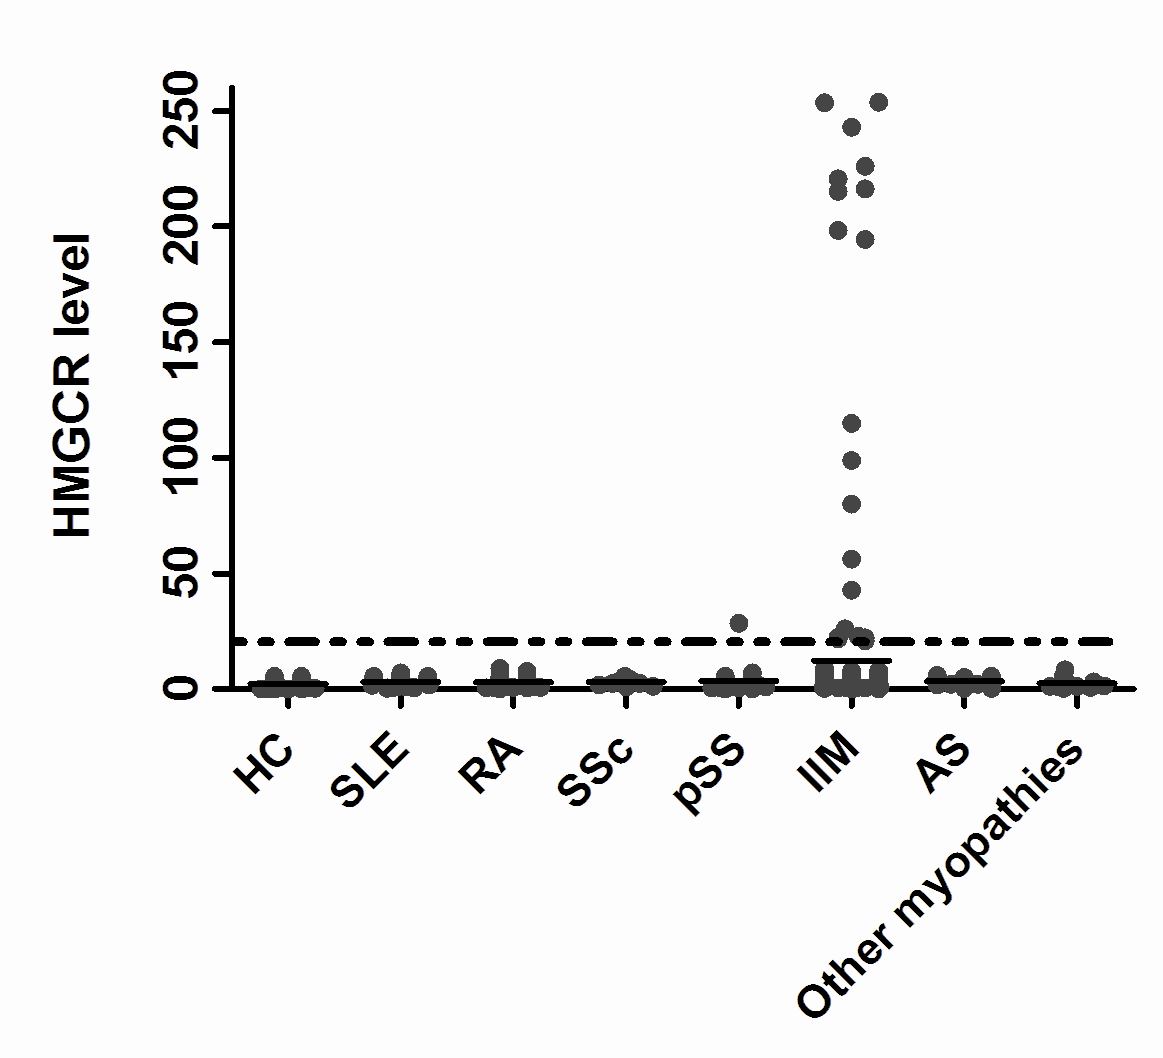 HMGCR level
250
200
150
100
50
0
HC
SLE
RA
SSc
pSS
IIM
AS
Other myopathies